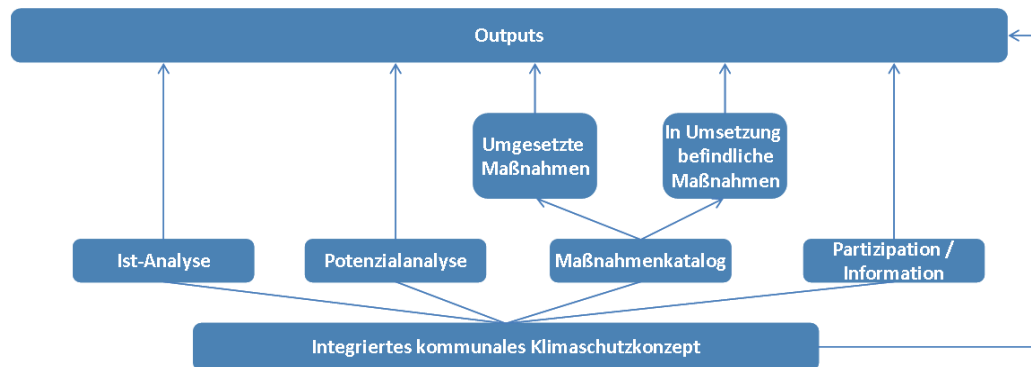 Outputs
Umgesetzte
Maßnahmen
In Umsetzung
befindliche
Maßnahmen
Ist-Analyse
Potenzialanalyse
Maßnahmenkatalog
Partizipation /
Information
Integriertes kommunales Klimaschutzkonzept